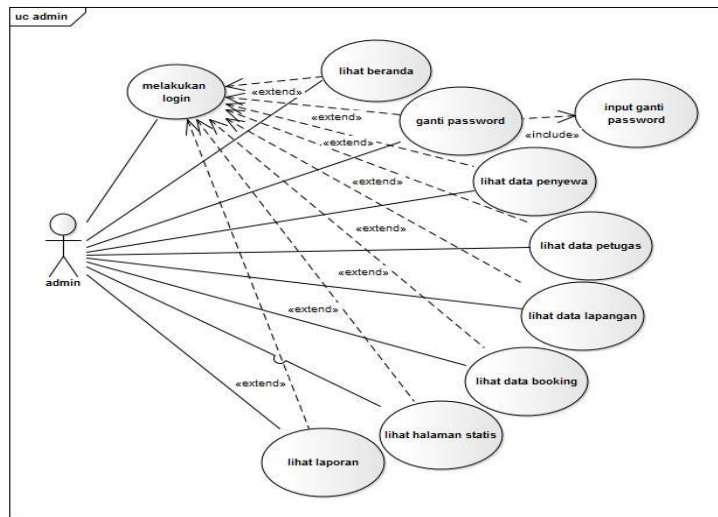 uc admin
melakukan
login
lihat beranda
«extend»
ganti password
«extend»
input ganti
password
«include»
«extend»
lihat data penyewa
«extend»
lihat data petugas
«extend»
lihat data lapangan
«extend»
lihat data booking
«extend»
lihat halaman statis
lihat laporan
admin